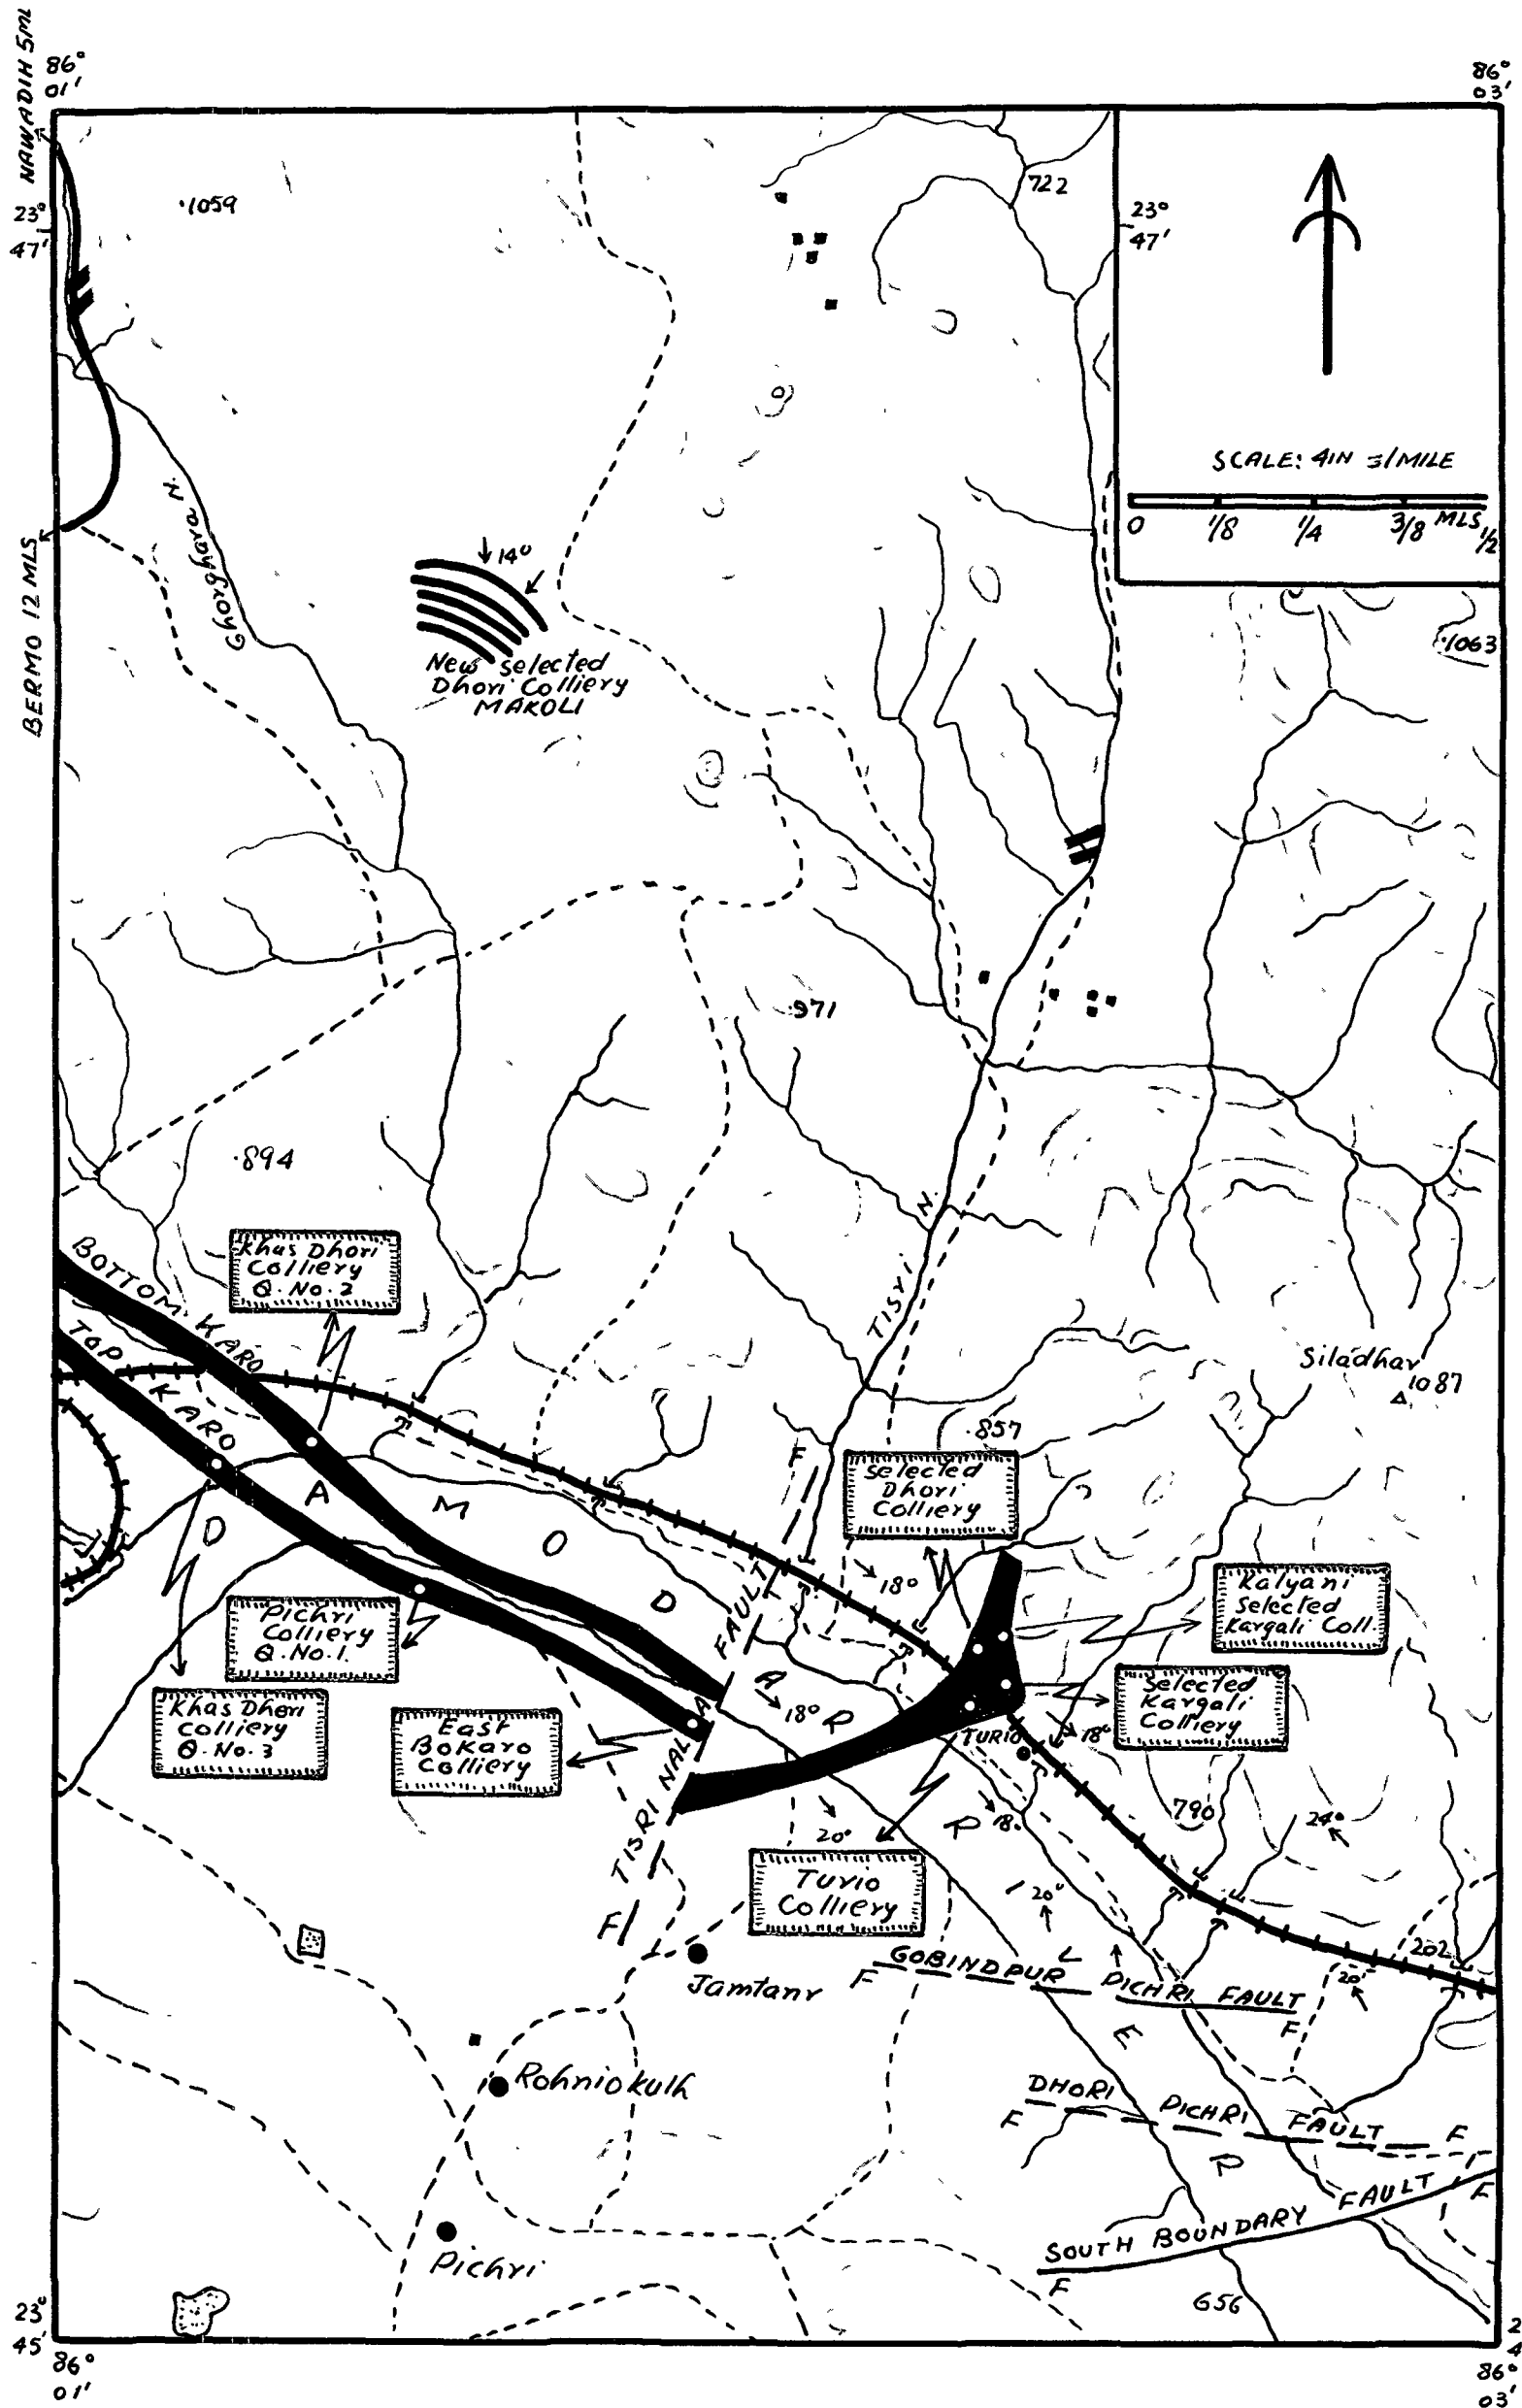 NAWADIH 5ML
86°
01'
86°
03'
23°
47'
·1059
722
23°
47'
SCALE: 4IN =1MILE
0 1/8 1/4 3/8 MLS 1/2
BERMO 12 MLS
Ghorghara N.
14°
New selected
Dhori Colliery
MAKOLI
·1063
·971
·894
TISRI N.
Khas Dhori
Colliery
Q. No. 2
BOTTOM KARO
TOP KARO
Siladhar
1087
·857
F
Selected
Dhori
Colliery
18°
Kalyani
Selected
Kargali Coll.
DAMODAR
Pichri
Colliery
Q. No. 1.
Khas Dhori
Colliery
Q. No. 3
East
Bokaro
Colliery
18°
Selected
Kargali
Colliery
TURIO
18°
TISRI NALA FAULT
20°
18°
790
24°
Turio
Colliery
20°
F
Jamtanr
GOBINDPUR PICHRI FAULT
F
F
202
20°
Rohniokulh
DHORI PICHRI FAULT
F
F
R
L
E
R
Pichri
SOUTH BOUNDARY FAULT
F
F
656
23°
45'
86°
01'
2
4
86°
03'